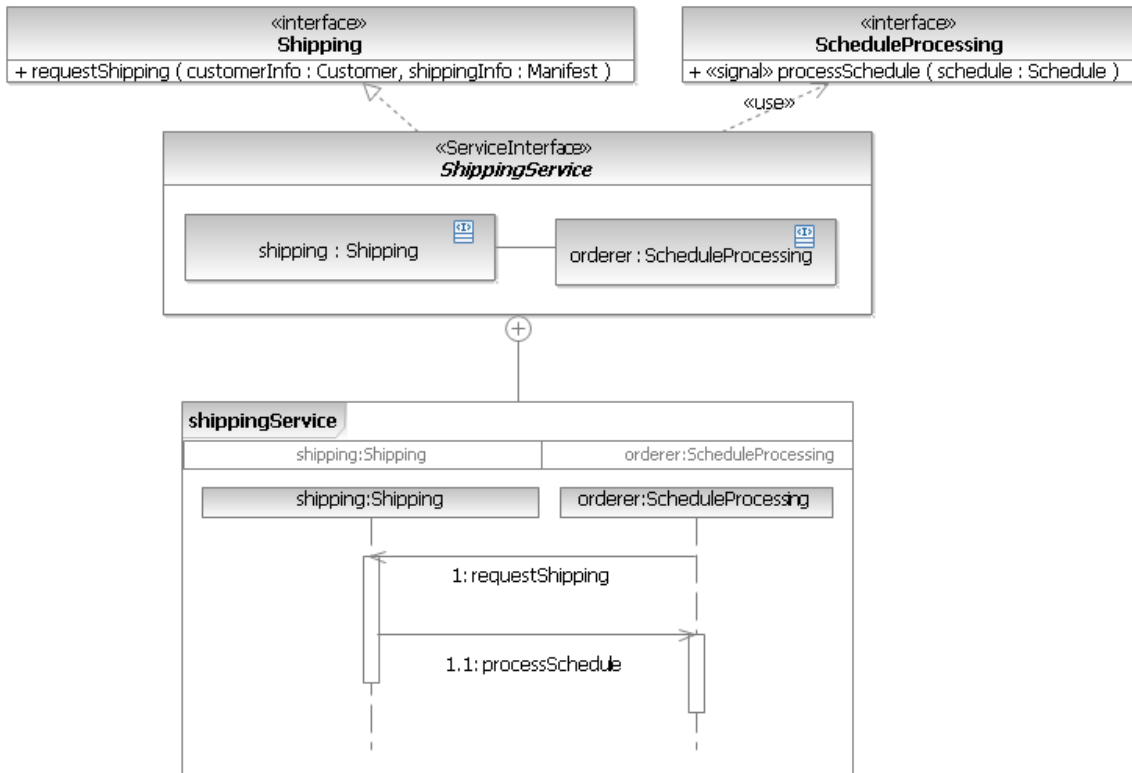 «interface»
Shipping
+ requestShipping ( customerInfo : Customer, shippingInfo : Manifest )
«interface»
ScheduleProcessing
+ «signal» processSchedule ( schedule : Schedule )
«use»
«ServiceInterface»
ShippingService
shipping : Shipping
orderer : ScheduleProcessing
shippingService
shipping:Shipping
orderer:ScheduleProcessing
shipping:Shipping
orderer:ScheduleProcessing
1: requestShipping
1.1: processSchedule